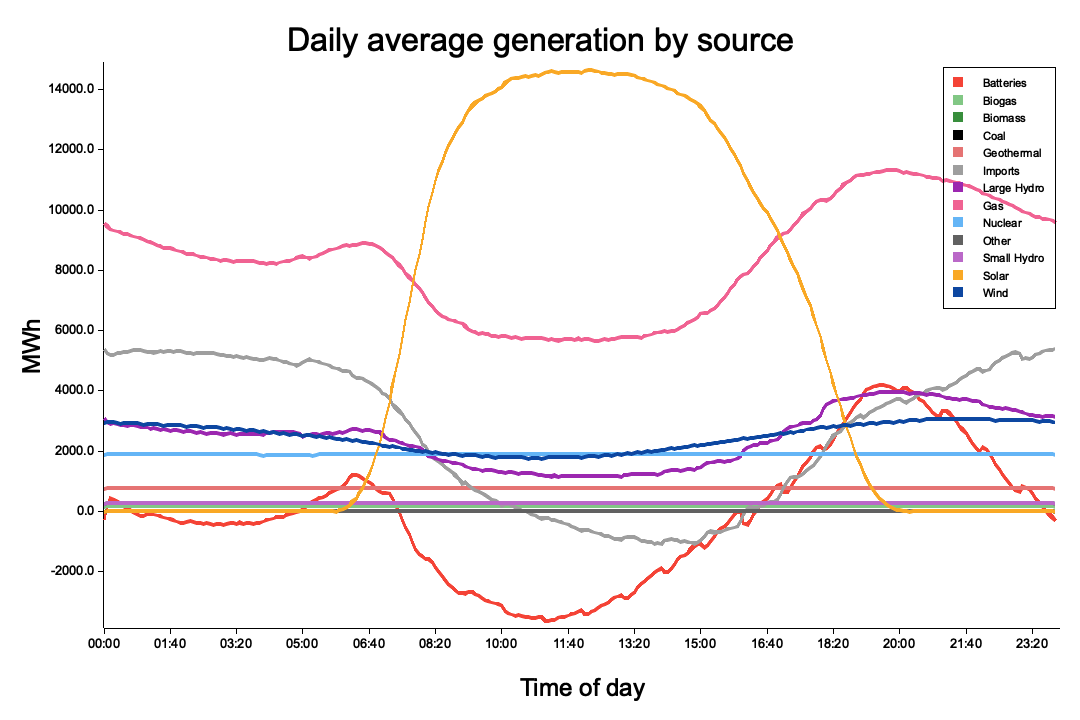 Daily average generation by source
14000.0
12000.0
10000.0
8000.0
6000.0
4000.0
2000.0
0.0
-2000.0
MWh
Batteries
Biogas
Biomass
Coal
Geothermal
Imports
Large Hydro
Gas
Nuclear
Other
Small Hydro
Solar
Wind
00:00 01:40 03:20 05:00 06:40 08:20 10:00 11:40 13:20 15:00 16:40 18:20 20:00 21:40 23:20
Time of day